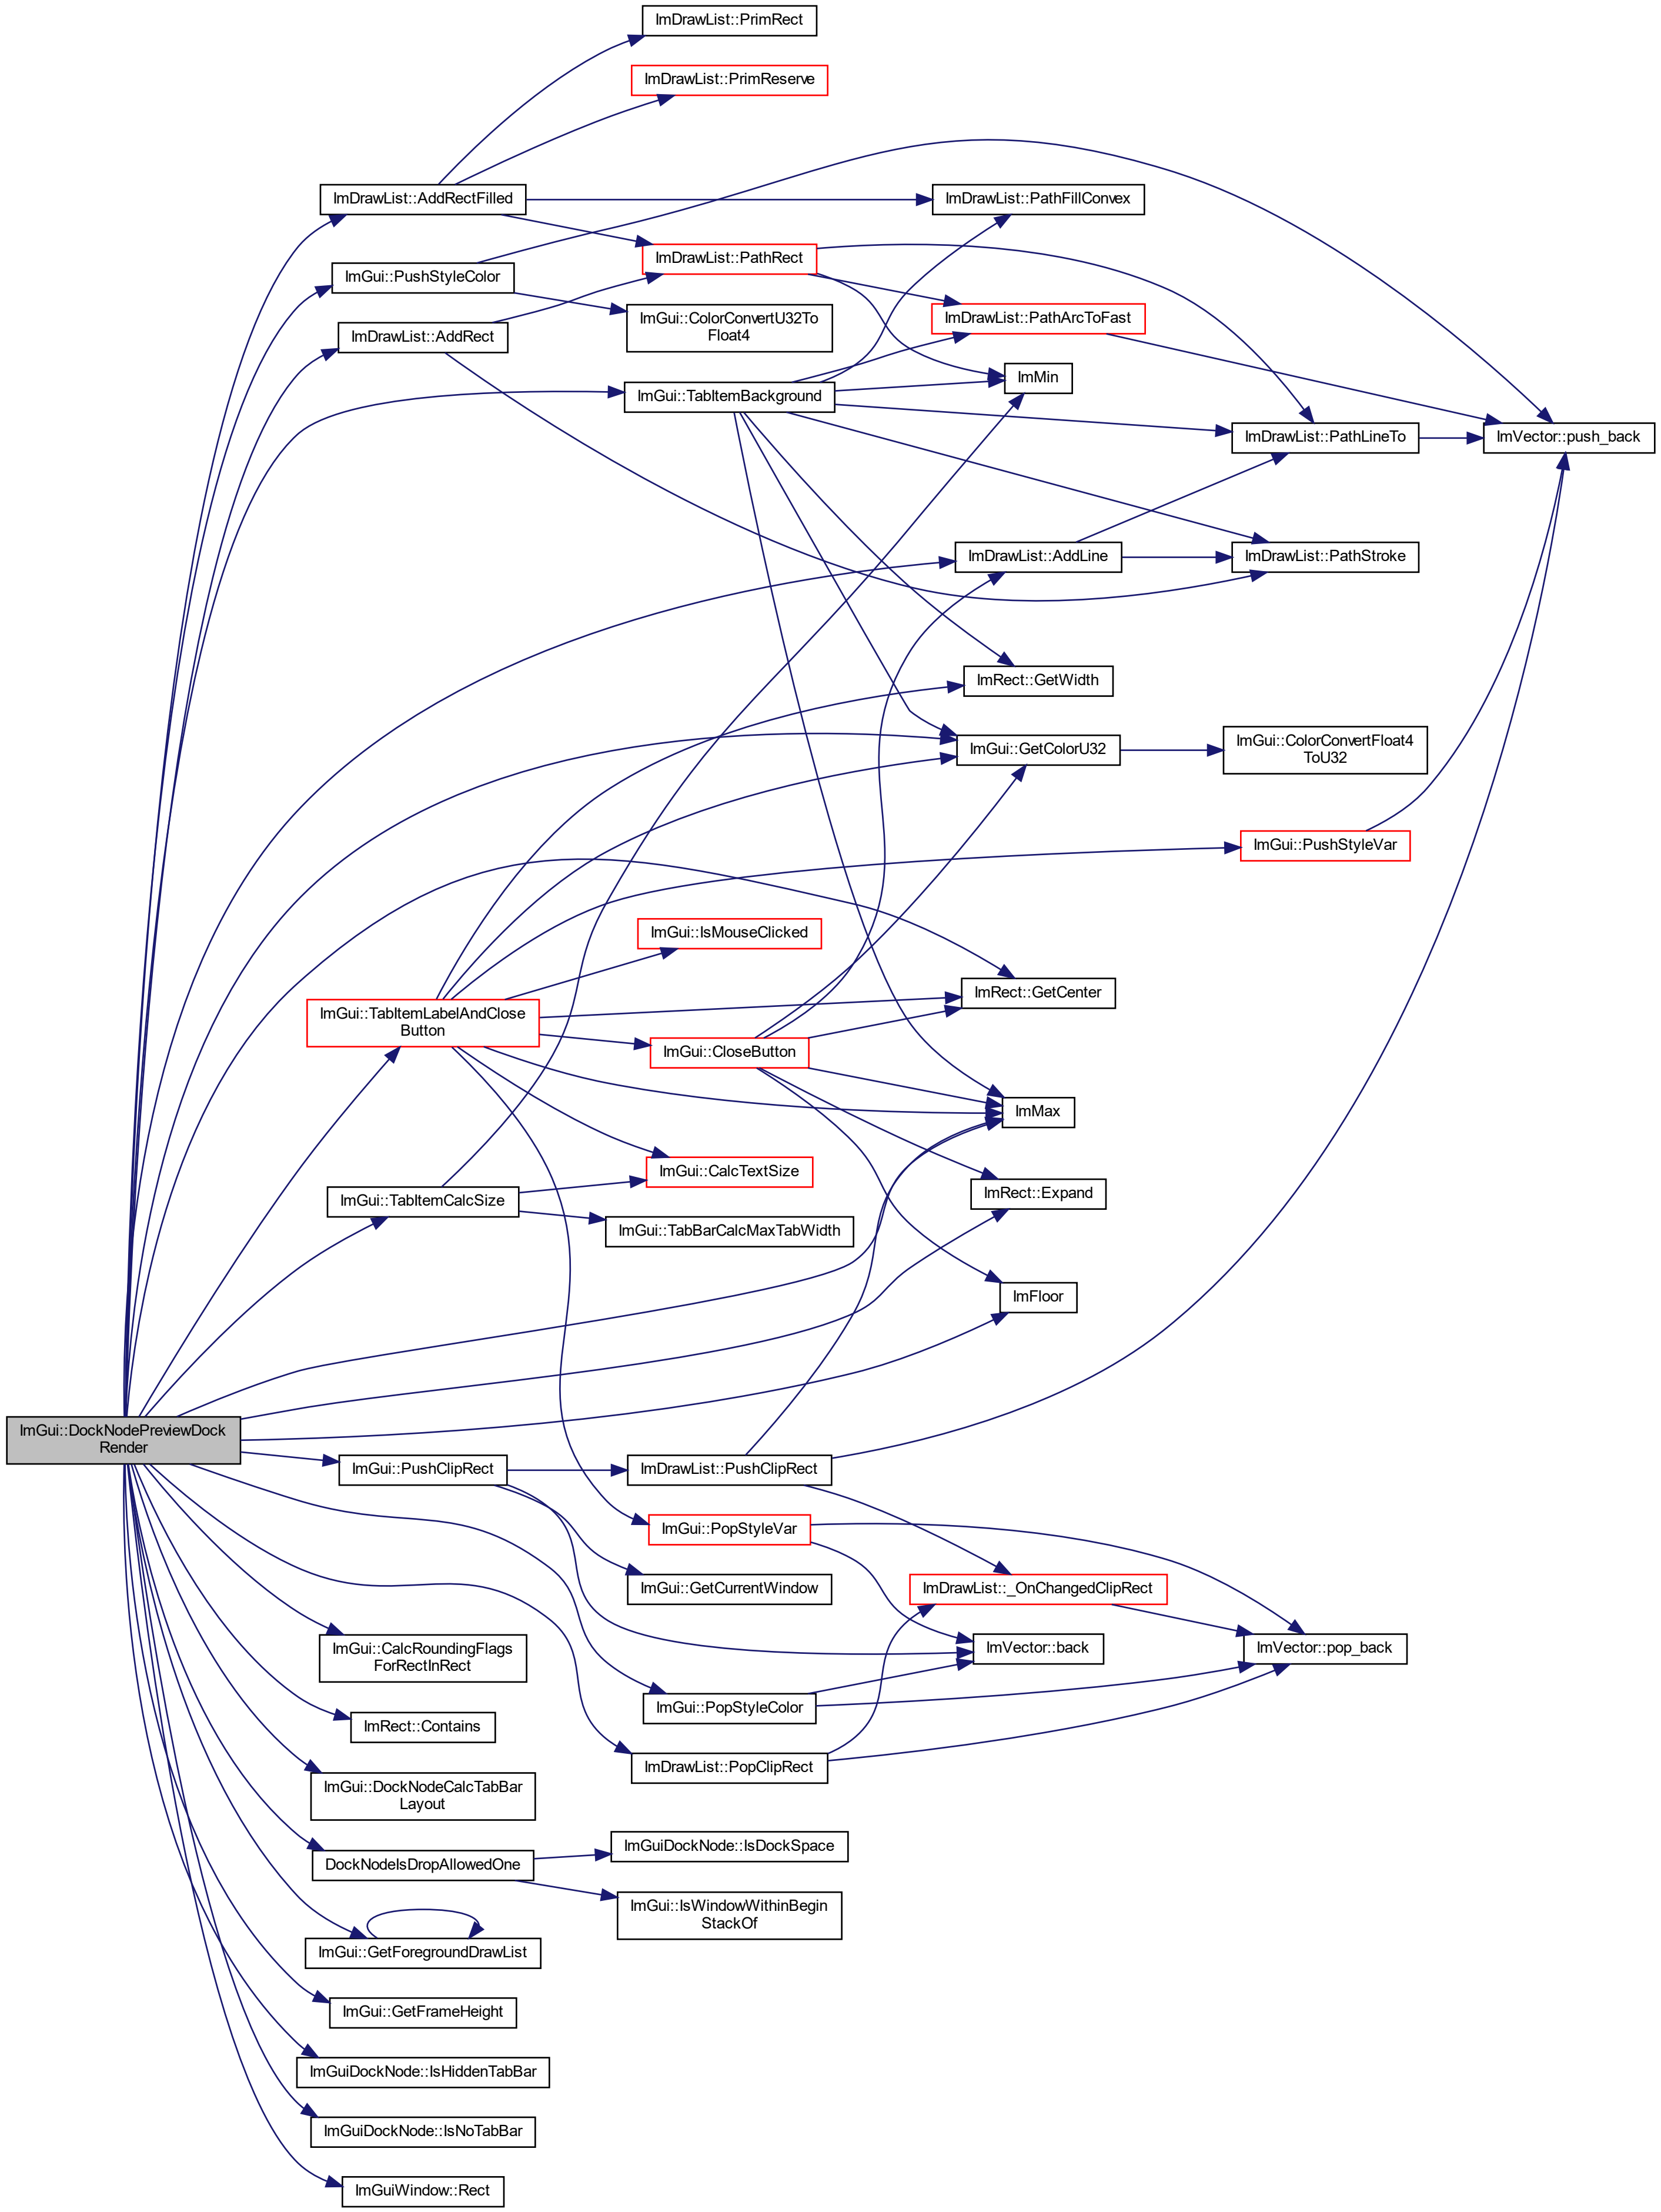 ImDrawList::PrimRect
ImDrawList::PrimReserve
ImDrawList::AddRectFilled
ImDrawList::PathFillConvex
ImDrawList::PathRect
ImGui::PushStyleColor
ImGui::ColorConvertU32To
Float4
ImDrawList::PathArcToFast
ImDrawList::AddRect
ImMin
ImGui::TabItemBackground
ImDrawList::PathLineTo
ImVector::push_back
ImDrawList::AddLine
ImDrawList::PathStroke
ImRect::GetWidth
ImGui::GetColorU32
ImGui::ColorConvertFloat4
ToU32
ImGui::PushStyleVar
ImGui::IsMouseClicked
ImRect::GetCenter
ImGui::TabItemLabelAndClose
Button
ImGui::CloseButton
ImMax
ImGui::CalcTextSize
ImGui::TabItemCalcSize
ImRect::Expand
ImGui::TabBarCalcMaxTabWidth
ImFloor
ImGui::DockNodePreviewDock
Render
ImGui::PushClipRect
ImDrawList::PushClipRect
ImGui::PopStyleVar
ImGui::GetCurrentWindow
ImDrawList::_OnChangedClipRect
ImGui::CalcRoundingFlags
ForRectInRect
ImVector::back
ImVector::pop_back
ImGui::PopStyleColor
ImRect::Contains
ImDrawList::PopClipRect
ImGui::DockNodeCalcTabBar
Layout
ImGuiDockNode::IsDockSpace
DockNodeIsDropAllowedOne
ImGui::IsWindowWithinBegin
StackOf
ImGui::GetForegroundDrawList
ImGui::GetFrameHeight
ImGuiDockNode::IsHiddenTabBar
ImGuiDockNode::IsNoTabBar
ImGuiWindow::Rect